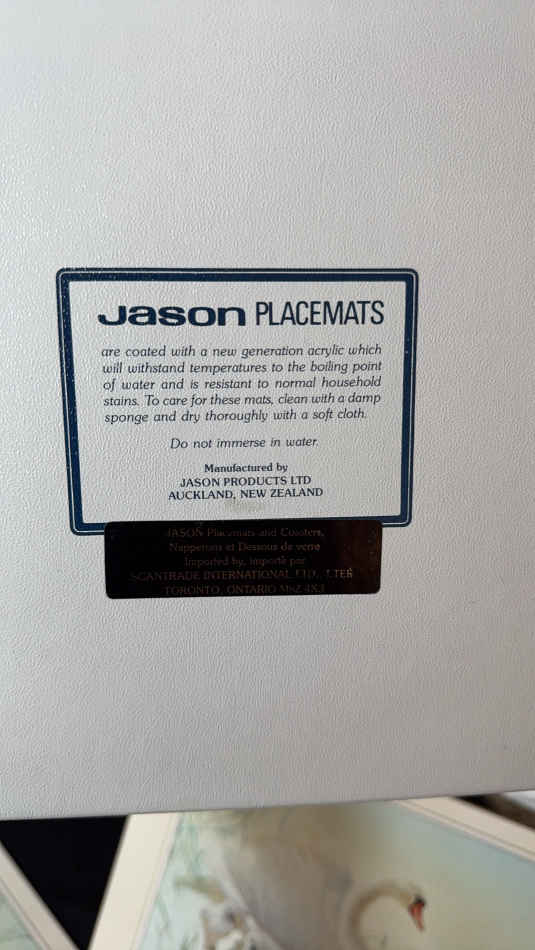 Jason PLACEMATS
are coated with a new generation acrylic which
will withstand temperatures to the boiling point
of water and is resistant to normal household
stains. To care for these mats, clean with a damp
sponge and dry thoroughly with a soft cloth.
Do not immerse in water.
Manufactured by
JASON PRODUCTS LTD
AUCKLAND, NEW ZEALAND
JASON Placemats and Coasters,
Napperons et Dessous de verre
Imported by, importé par
SCANTRADE INTERNATIONAL LTD., LTEÉ
TORONTO, ONTARIO